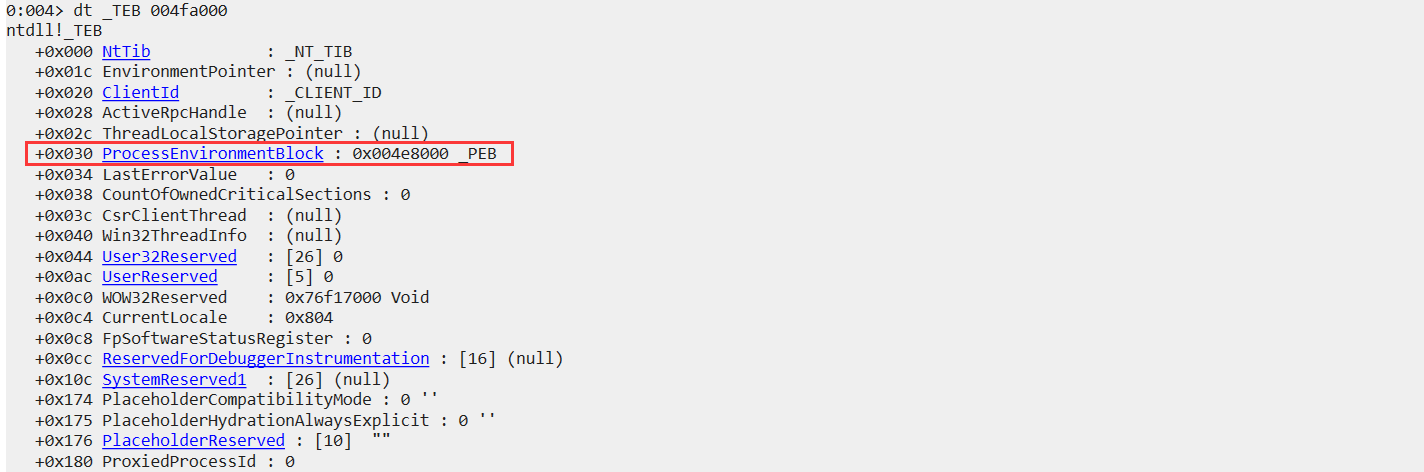 0:004> dt _TEB 004fa000
ntdll!_TEB
+0x000 NtTib : _NT_TIB
+0x01c EnvironmentPointer : (null)
+0x020 ClientId : _CLIENT_ID
+0x028 ActiveRpcHandle : (null)
+0x02c ThreadLocalStoragePointer : (null)
+0x030 ProcessEnvironmentBlock : 0x004e8000 _PEB
+0x034 LastErrorValue : 0
+0x038 CountOfOwnedCriticalSections : 0
+0x03c CsrClientThread : (null)
+0x040 Win32ThreadInfo : (null)
+0x044 User32Reserved : [26] 0
+0x0ac UserReserved : [5] 0
+0x0c0 WOW32Reserved : 0x76f17000 Void
+0x0c4 CurrentLocale : 0x804
+0x0c8 FpSoftwareStatusRegister : 0
+0x0cc ReservedForDebuggerInstrumentation : [16] (null)
+0x10c SystemReserved1 : [26] (null)
+0x174 PlaceholderCompatibilityMode : 0 ''
+0x175 PlaceholderHydrationAlwaysExplicit : 0 ''
+0x176 PlaceholderReserved : [10] ""
+0x180 ProxiedProcessId : 0